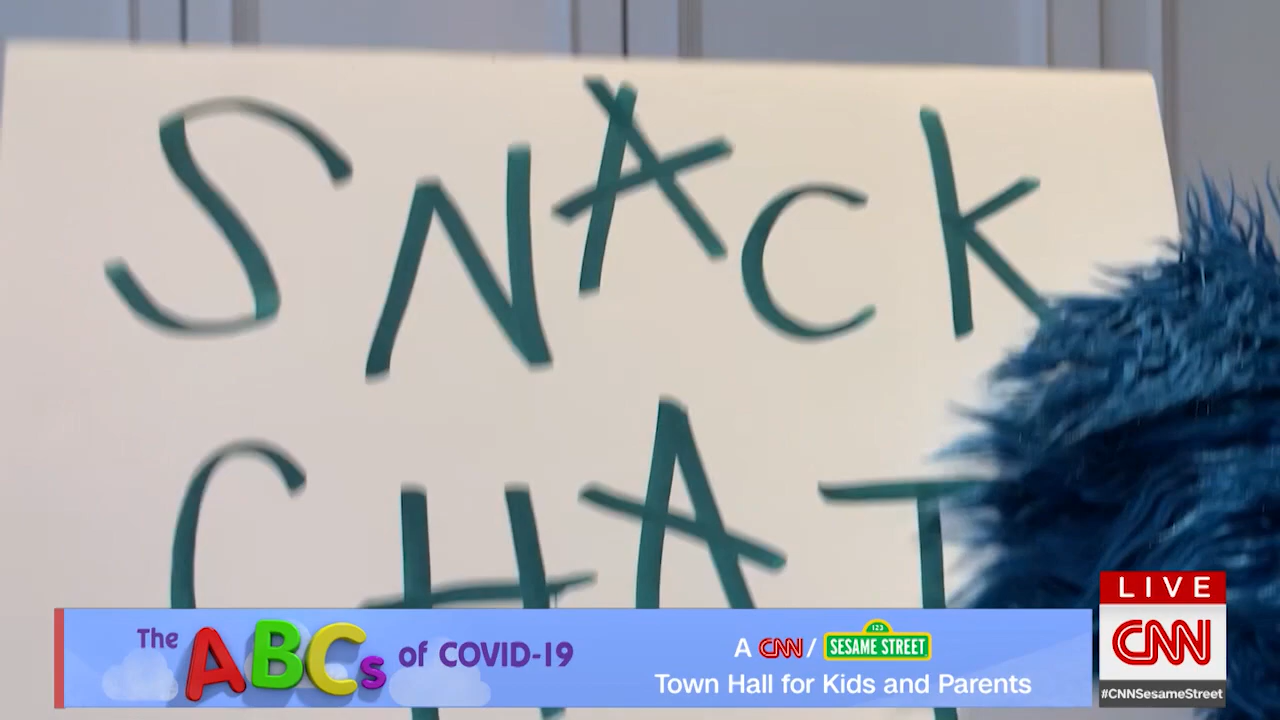 SNACK
CHAT
The ABCs of COVID-19
A CNN / 123 SESAME STREET
Town Hall for Kids and Parents
LIVE
CNN
#CNNSesameStreet